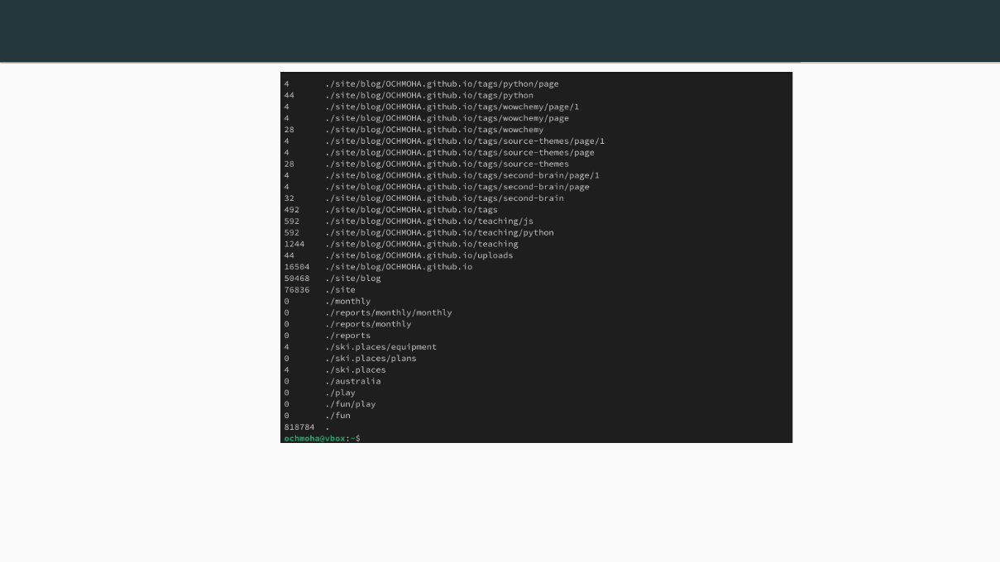 4 ./site/blog/OCHMOHA.github.io/tags/python/page
44 ./site/blog/OCHMOHA.github.io/tags/python
4 ./site/blog/OCHMOHA.github.io/tags/wowchemy/page/1
4 ./site/blog/OCHMOHA.github.io/tags/wowchemy/page
28 ./site/blog/OCHMOHA.github.io/tags/wowchemy
4 ./site/blog/OCHMOHA.github.io/tags/source-themes/page/1
4 ./site/blog/OCHMOHA.github.io/tags/source-themes/page
28 ./site/blog/OCHMOHA.github.io/tags/source-themes
4 ./site/blog/OCHMOHA.github.io/tags/second-brain/page/1
4 ./site/blog/OCHMOHA.github.io/tags/second-brain/page
32 ./site/blog/OCHMOHA.github.io/tags/second-brain
492 ./site/blog/OCHMOHA.github.io/tags
592 ./site/blog/OCHMOHA.github.io/teaching/js
592 ./site/blog/OCHMOHA.github.io/teaching/python
1244 ./site/blog/OCHMOHA.github.io/teaching
44 ./site/blog/OCHMOHA.github.io/uploads
16504 ./site/blog/OCHMOHA.github.io
50468 ./site/blog
76836 ./site
0 ./monthly
0 ./reports/monthly/monthly
0 ./reports/monthly
0 ./reports
4 ./ski.places/equipment
0 ./ski.places/plans
4 ./ski.places
0 ./australia
0 ./play
0 ./fun/play
0 ./fun
818784 .
ochmoha@vbox:~$